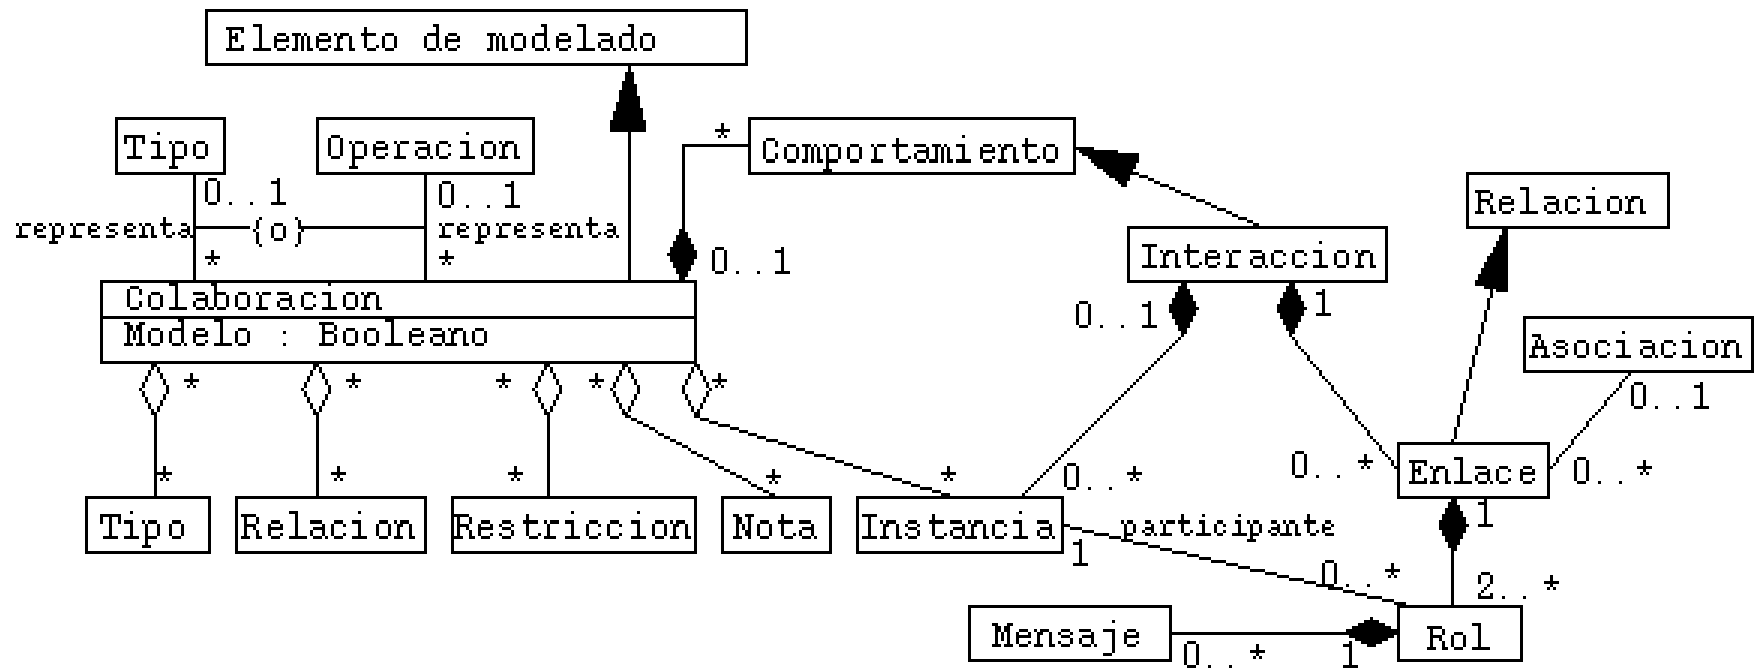 Elemento de modelado
Tipo
Operacion
* Comportamiento
0..1
0..1
Relacion
representa
{o}
representa
*
*
0..1
Interaccion
Colaboracion
0..1
1
Modelo : Booleano
Asociacion
* * * * *
0..1
* * * * *
0..*
0..*
Enlace
0..*
Tipo
Relacion
Restriccion
Nota
Instancia
participante
1
1
0..*
2..*
Mensaje
0..*
1
Rol